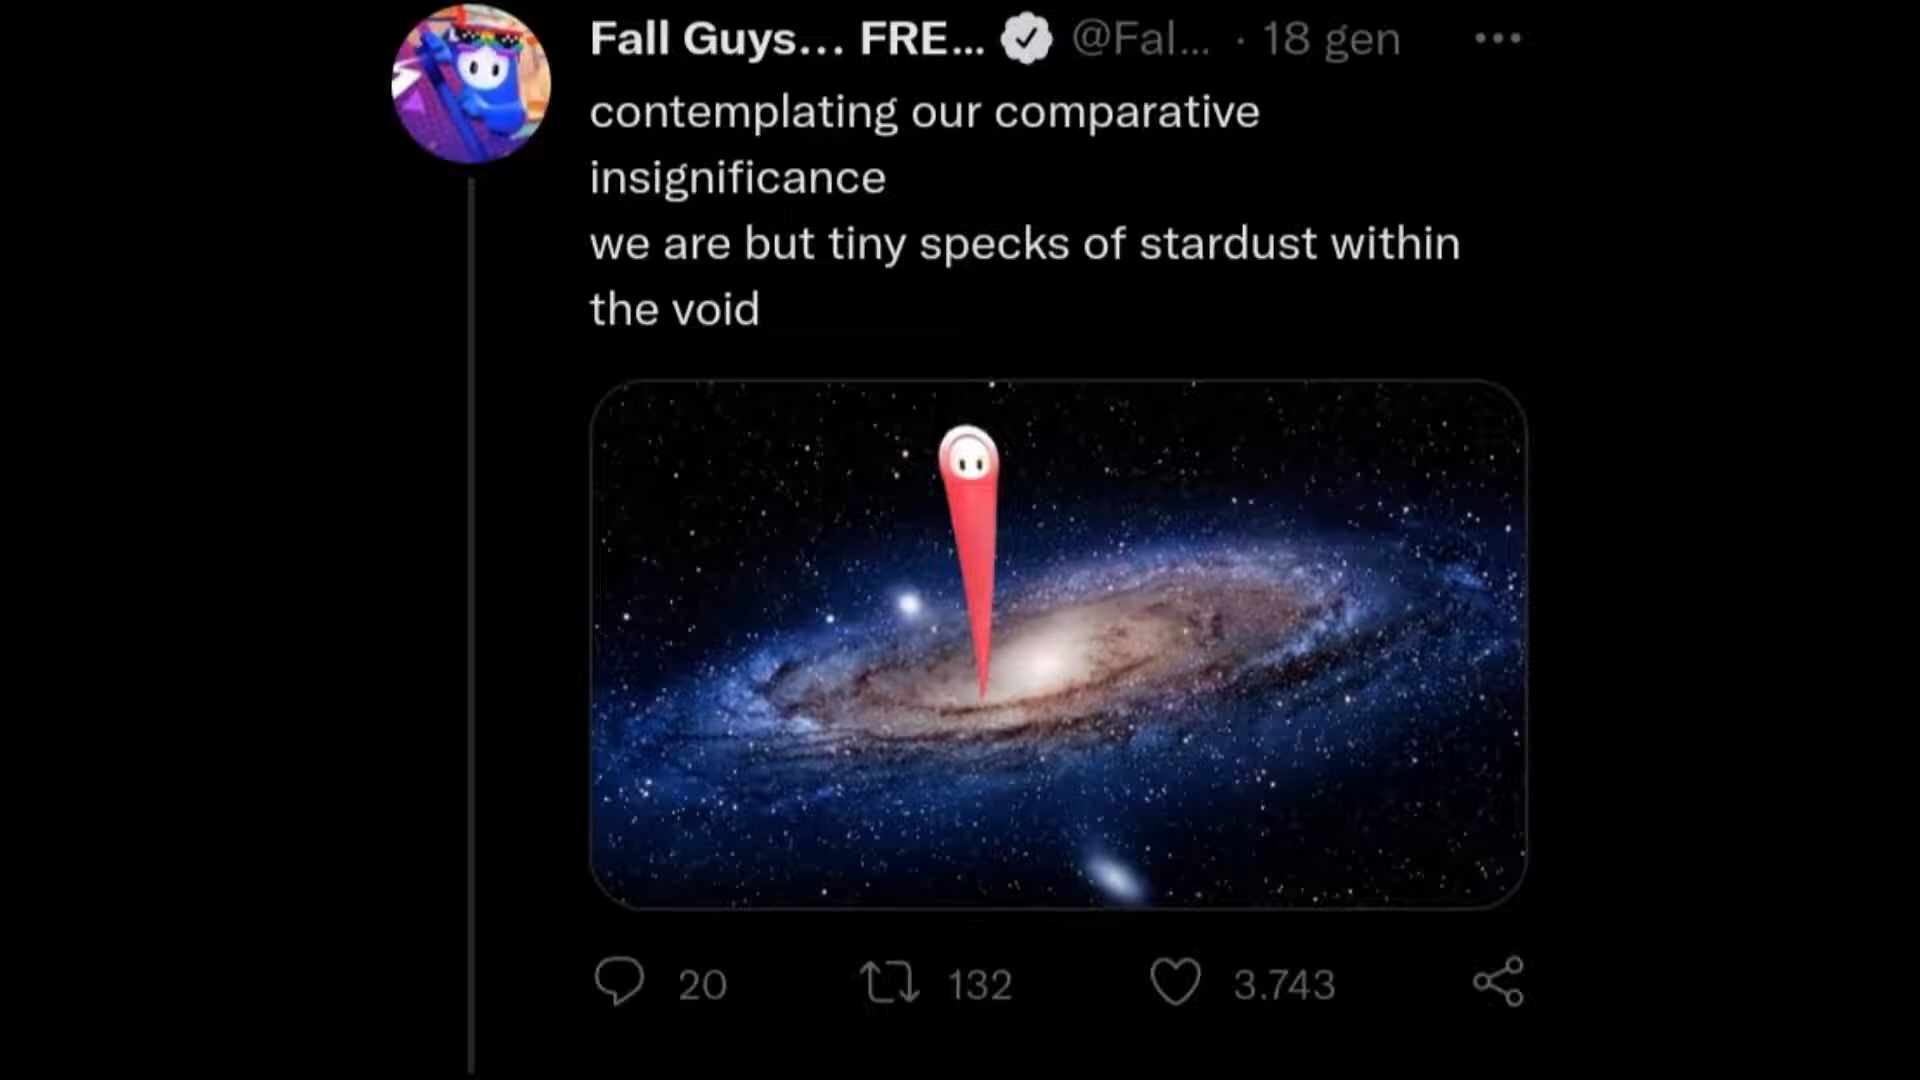 Fall Guys... FRE... @Fal... · 18 gen
contemplating our comparative
insignificance
we are but tiny specks of stardust within
the void
20 132 3.743